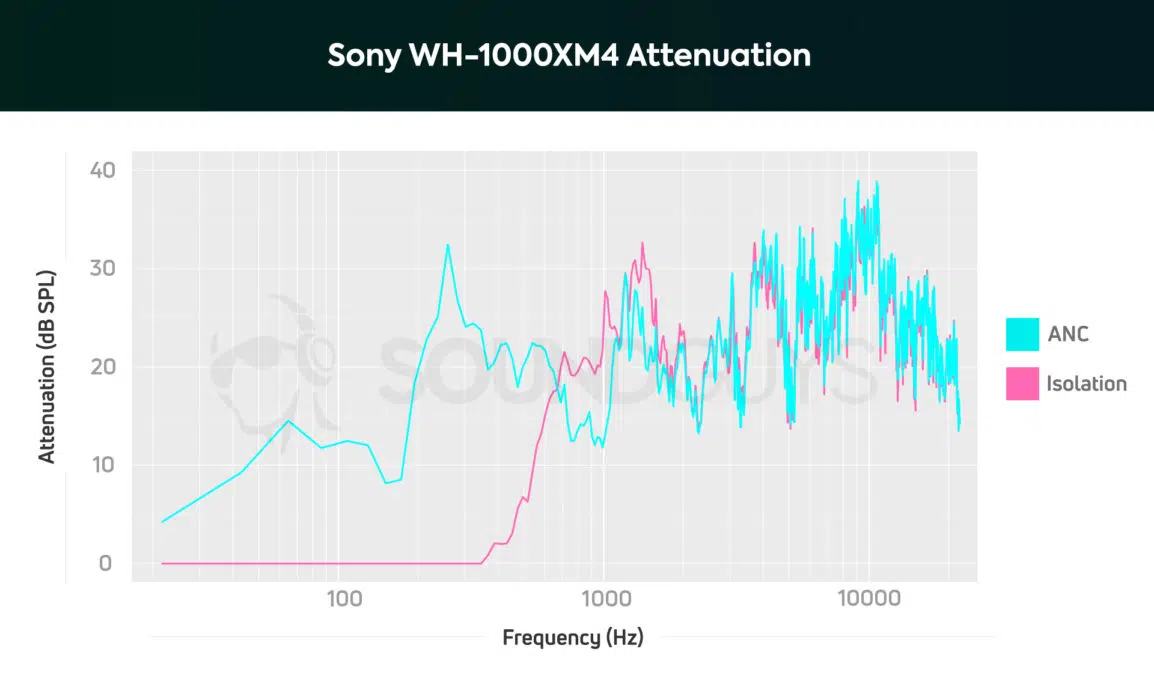 Sony WH-1000XM4 Attenuation
40
30
20
10
0
Attenuation (dB SPL)
SOUNDGUYS
100
1000
10000
Frequency (Hz)
ANC
Isolation